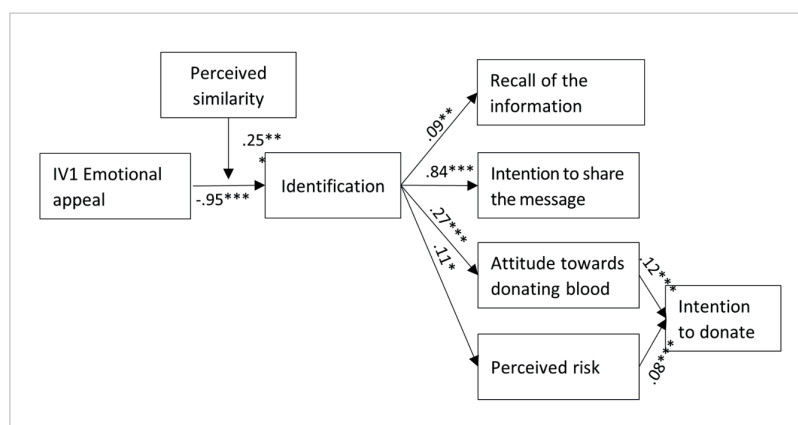 Perceived
similarity
.25**
*
IV1 Emotional
appeal
-.95***
Identification
.09**
.84***
.27***
.11*
Recall of the
information
Intention to share
the message
Attitude towards
donating blood
Perceived risk
.12***
.08***
Intention
to donate